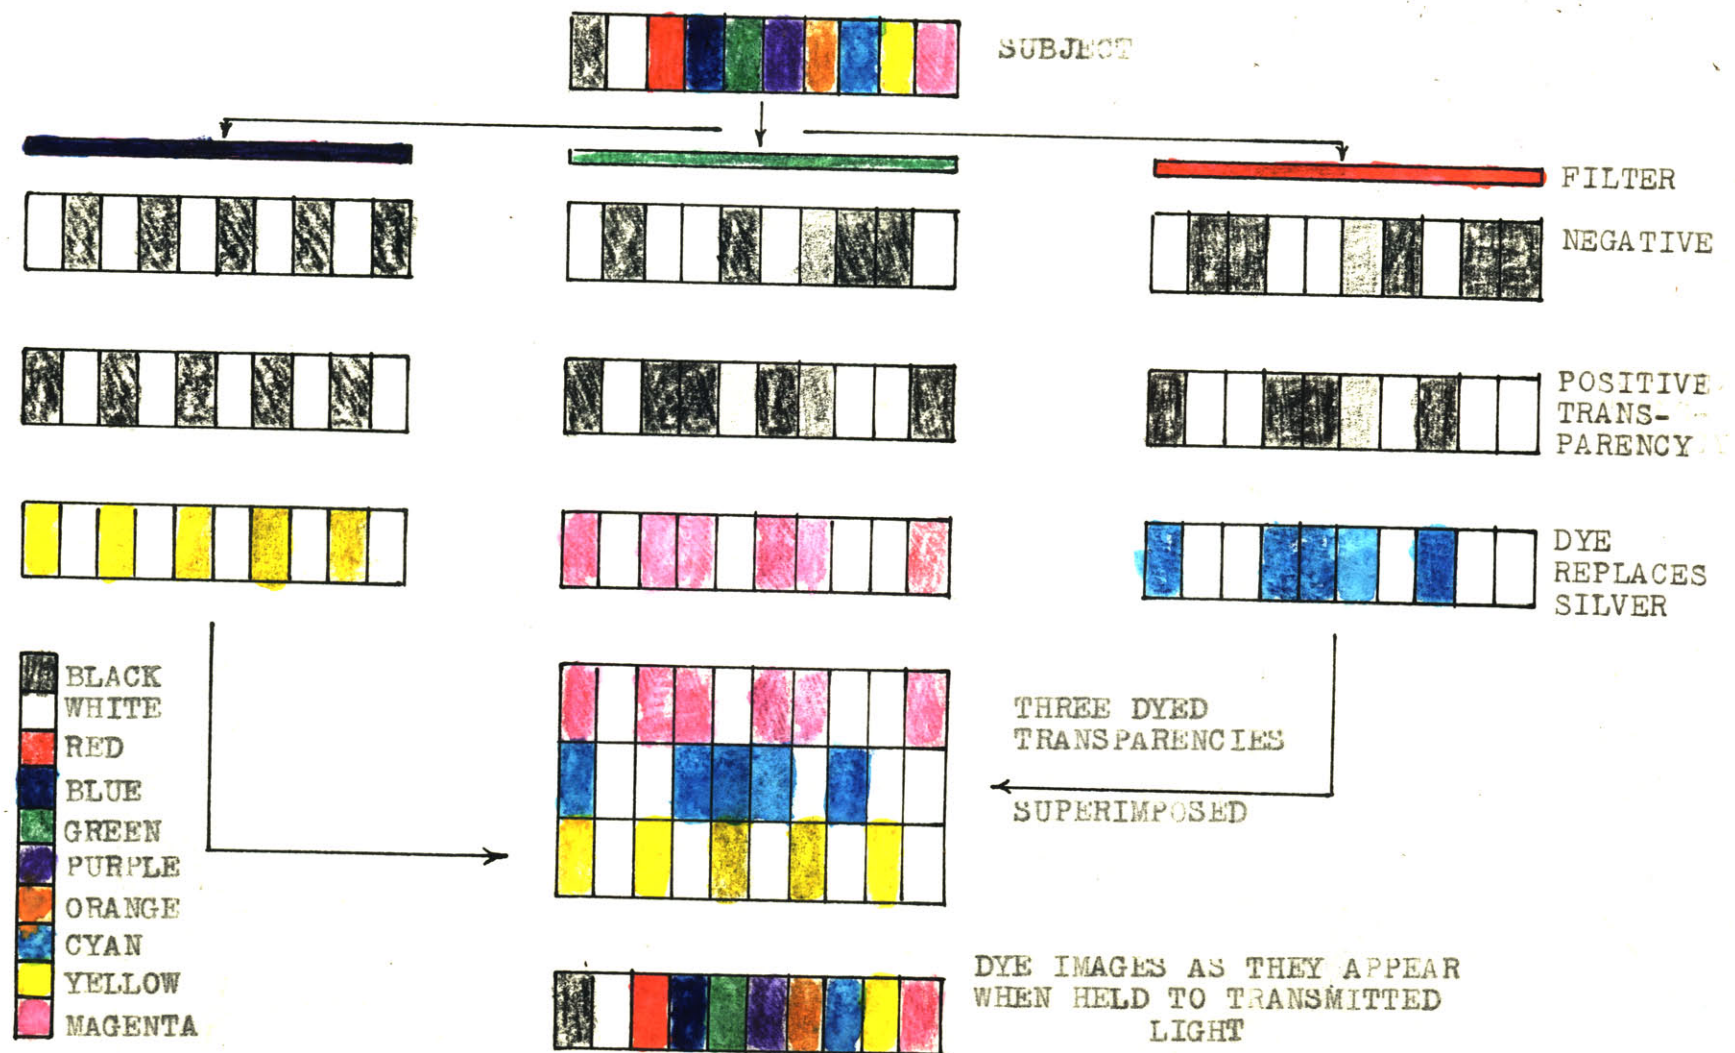 SUBJECT
FILTER
NEGATIVE
POSITIVE
TRANS-
PARENCY
DYE
REPLACES
SILVER
BLACK
WHITE
RED
BLUE
GREEN
PURPLE
ORANGE
CYAN
YELLOW
MAGENTA
THREE DYED
TRANSPARENCIES
SUPERIMPOSED
DYE IMAGES AS THEY APPEAR
WHEN HELD TO TRANSMITTED
LIGHT